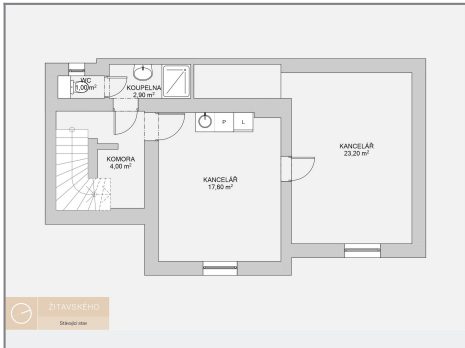 WC
1,00 m²
KOUPELNA
2,90 m²
P
L
KANCELÁŘ
23,20 m²
KOMORA
4,00 m²
KANCELÁŘ
17,60 m²
ŽITAVSKÉHO
Stávající stav